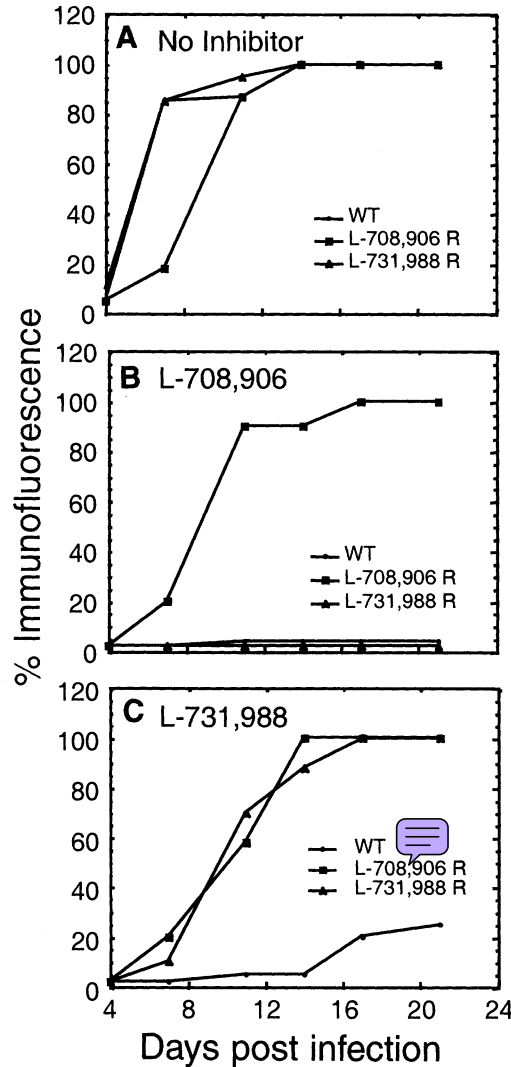 % Immunofluorescence
A No Inhibitor
120
100
80
60
40
20
0
WT
L-708,906 R
L-731,988 R
B L-708,906
120
100
80
60
40
20
0
WT
L-708,906 R
L-731,988 R
C L-731,988
120
100
80
60
40
20
0
WT
L-708,906 R
L-731,988 R
4 8 12 16 20 24
Days post infection